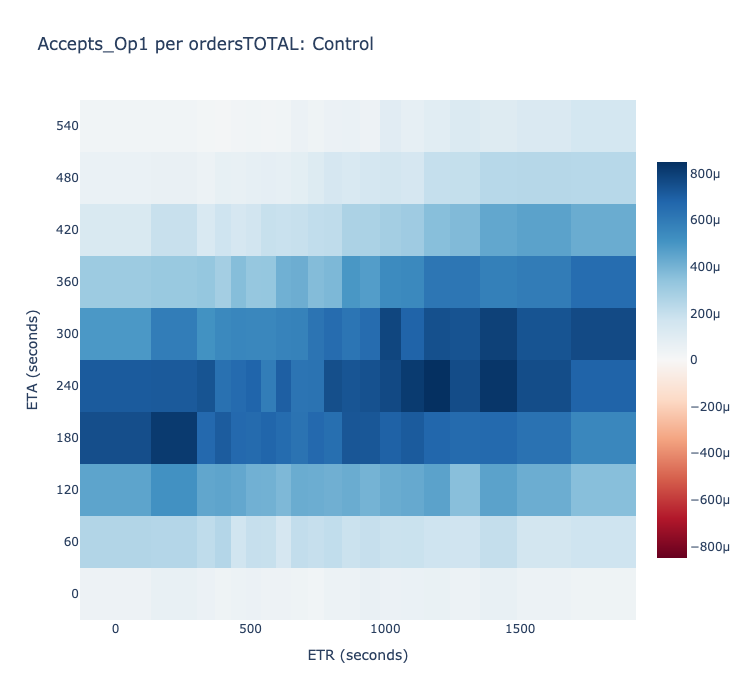 Accepts_Op1 per ordersTOTAL: Control
540
480
420
360
300
240
180
120
60
0
ETA (seconds)
0
500
1000
1500
ETR (seconds)
800μ
600μ
400μ
200μ
0
−200μ
−400μ
−600μ
−800μ